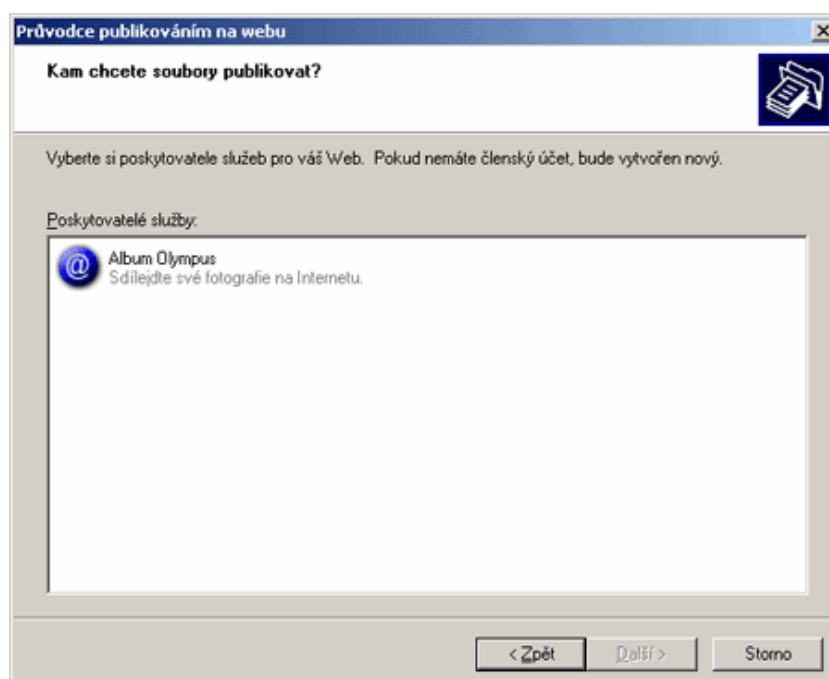 Průvodce publikováním na webu
Kam chcete soubory publikovat?
Vyberte si poskytovatele služeb pro váš Web. Pokud nemáte členský účet, bude vytvořen nový.
Poskytovatelé služby:
@
Album Olympus
Sdílejdte své fotografie na Internetu.
< Zpět Další > Storno